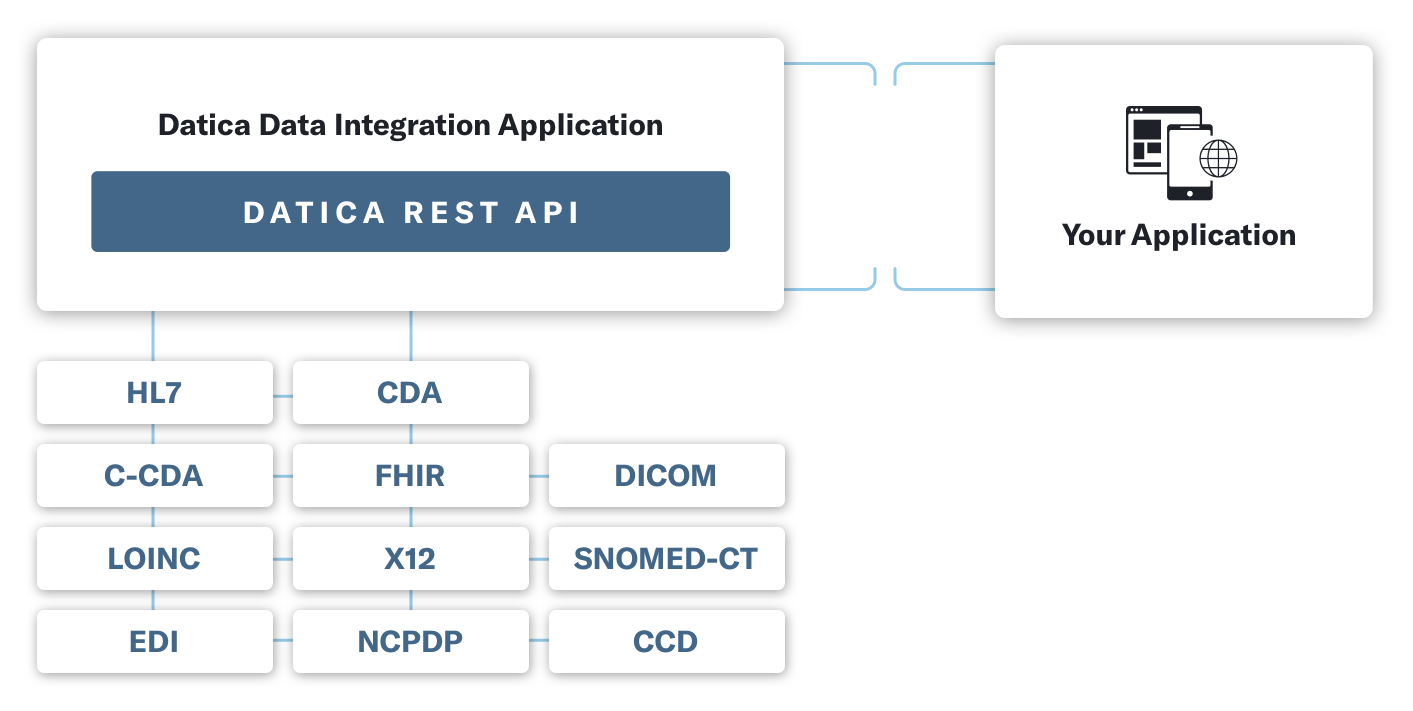 Datica Data Integration Application
DATICA REST API
Your Application
HL7
CDA
C-CDA
FHIR
DICOM
LOINC
X12
SNOMED-CT
EDI
NCPDP
CCD